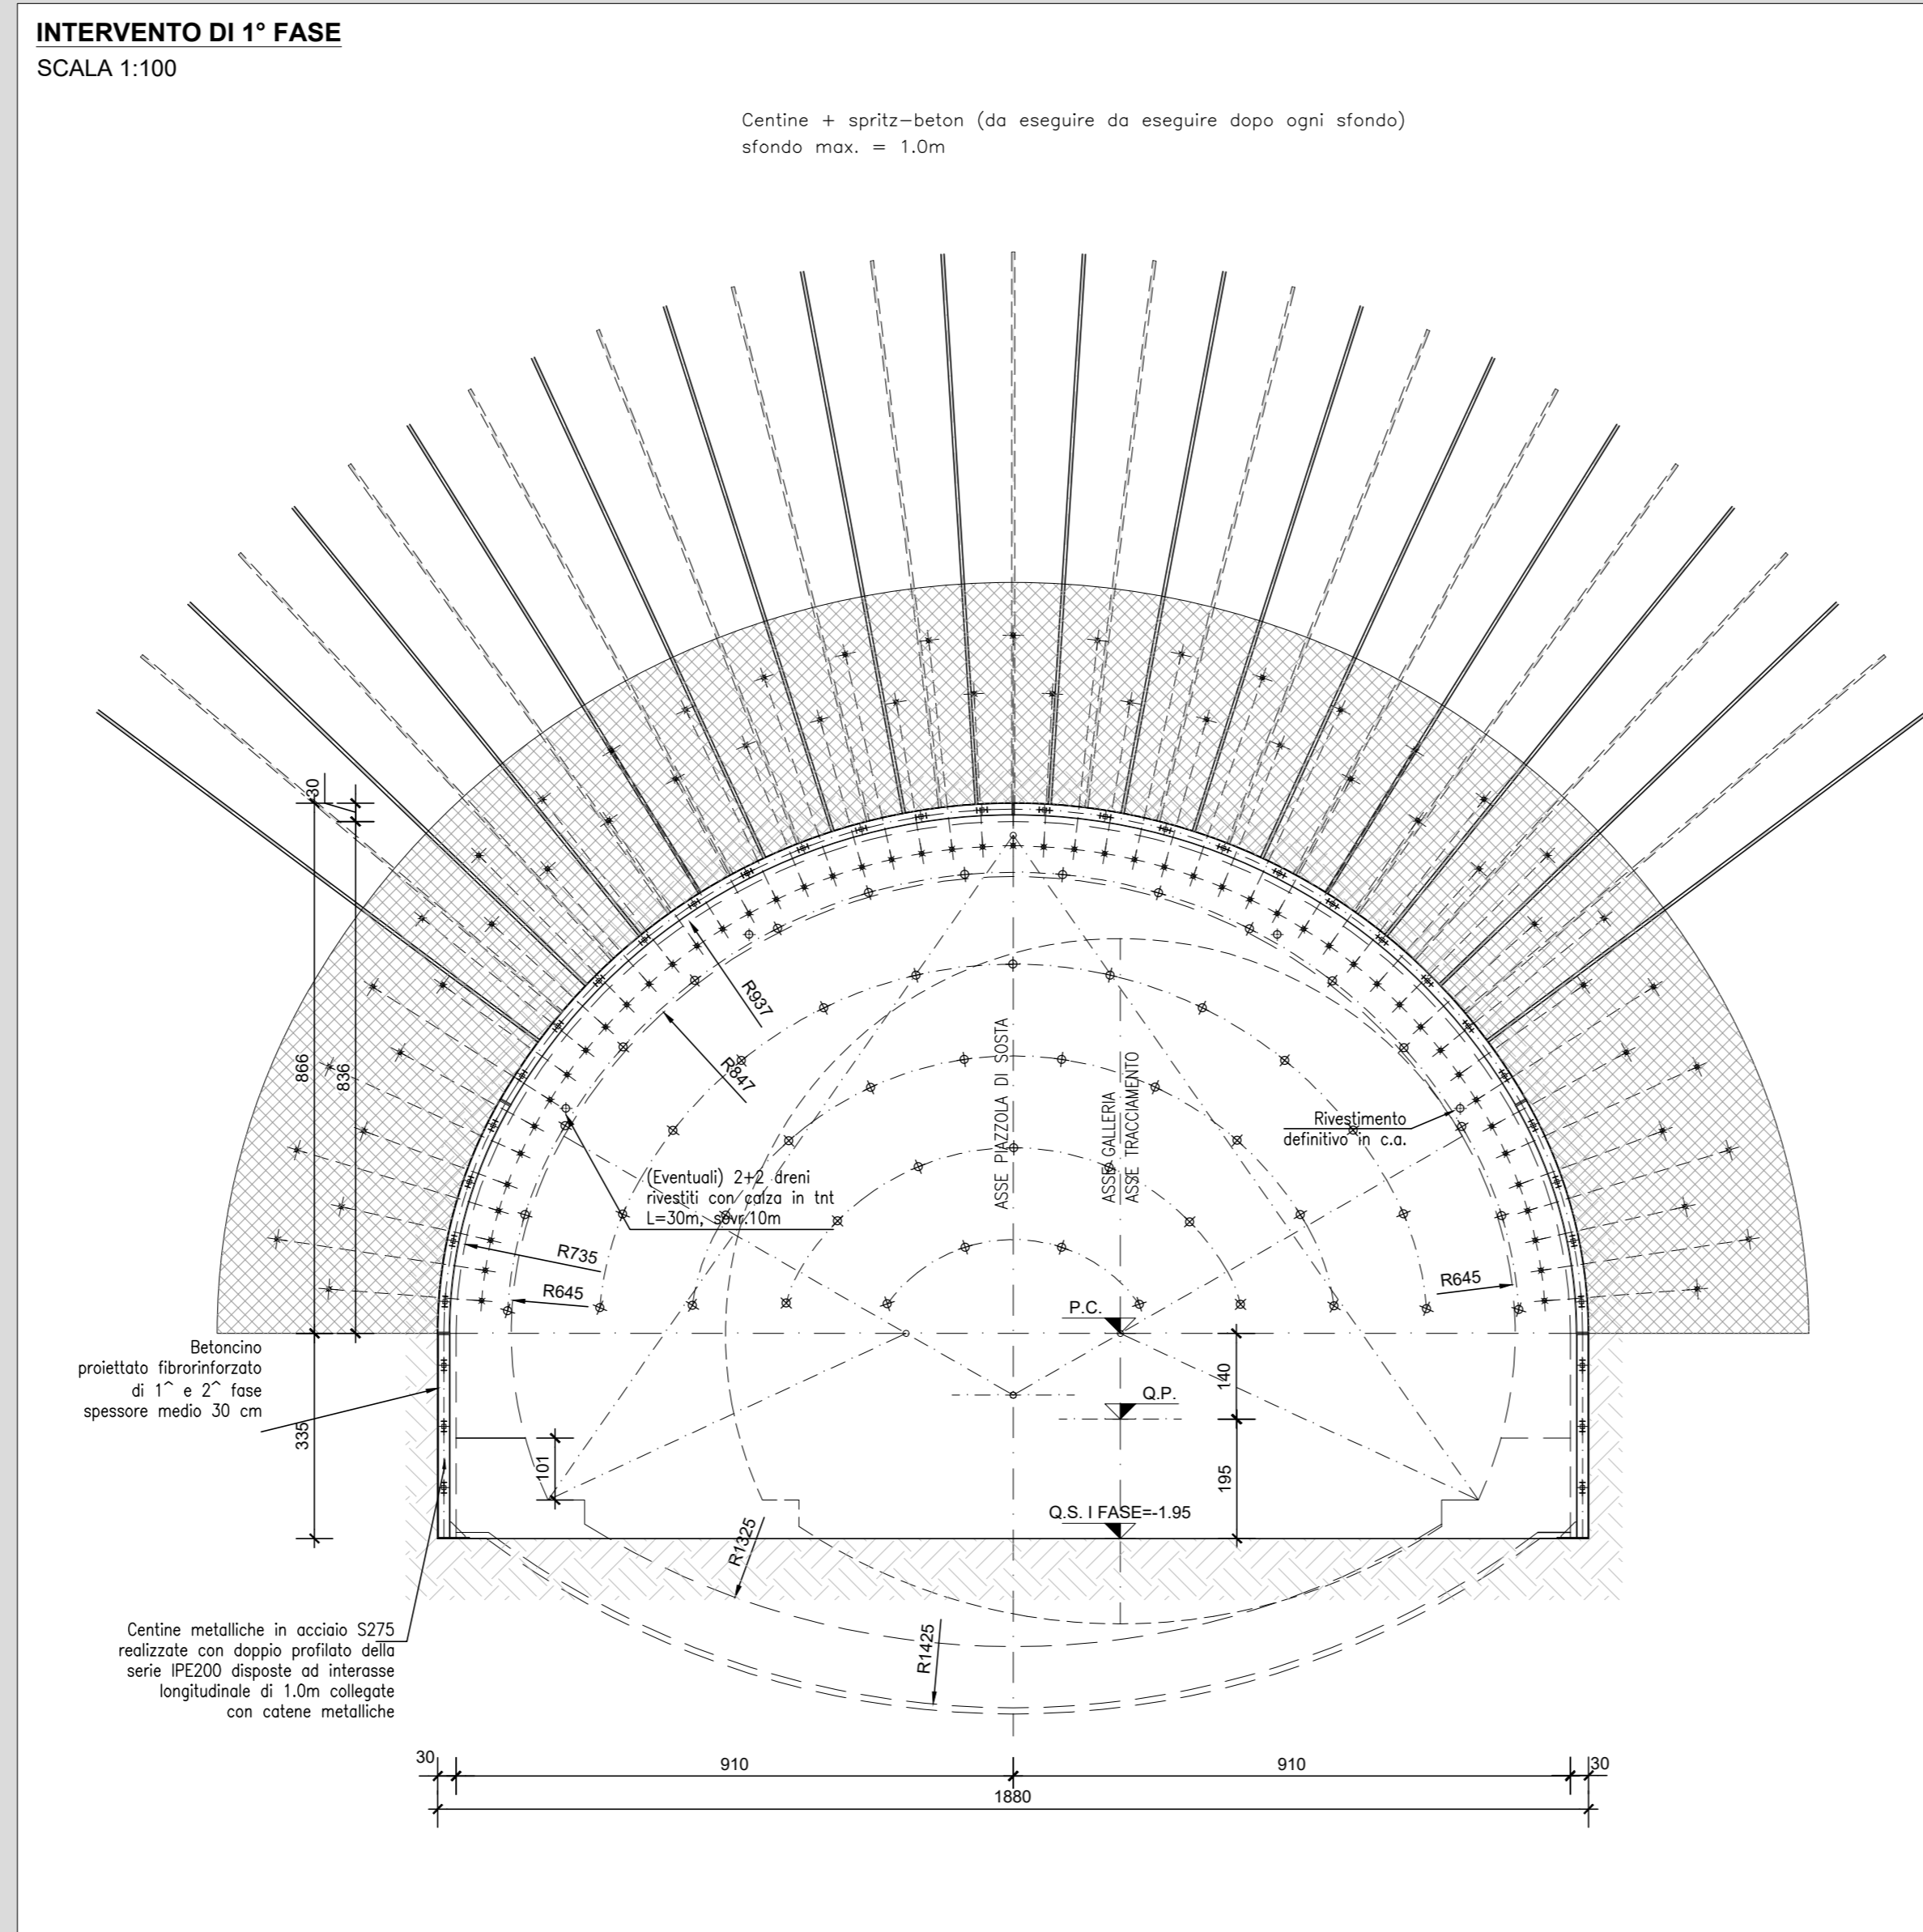 INTERVENTO DI 1° FASE
SCALA 1:100
Centine + spritz-beton (da eseguire da eseguire dopo ogni sfondo)
sfondo max. = 1.0m
30
866
836
R937
R847
ASSE PIAZZOLA DI SOSTA
ASSE GALLERIA
ASSE TRACCIAMENTO
Rivestimento
definitivo in c.a.
(Eventuali) 2+2 dreni
rivestiti con calza in tnt
L=30m, sovr.10m
R735
R645
R645
P.C.
Betoncino
proiettato fibrorinforzato
di 1^ e 2^ fase
spessore medio 30 cm
335
140
Q.P.
101
195
Q.S. I FASE=-1.95
R1325
R1425
Centine metalliche in acciaio S275
realizzate con doppio profilato della
serie IPE200 disposte ad interasse
longitudinale di 1.0m collegate
con catene metalliche
30
910
910
30
1880